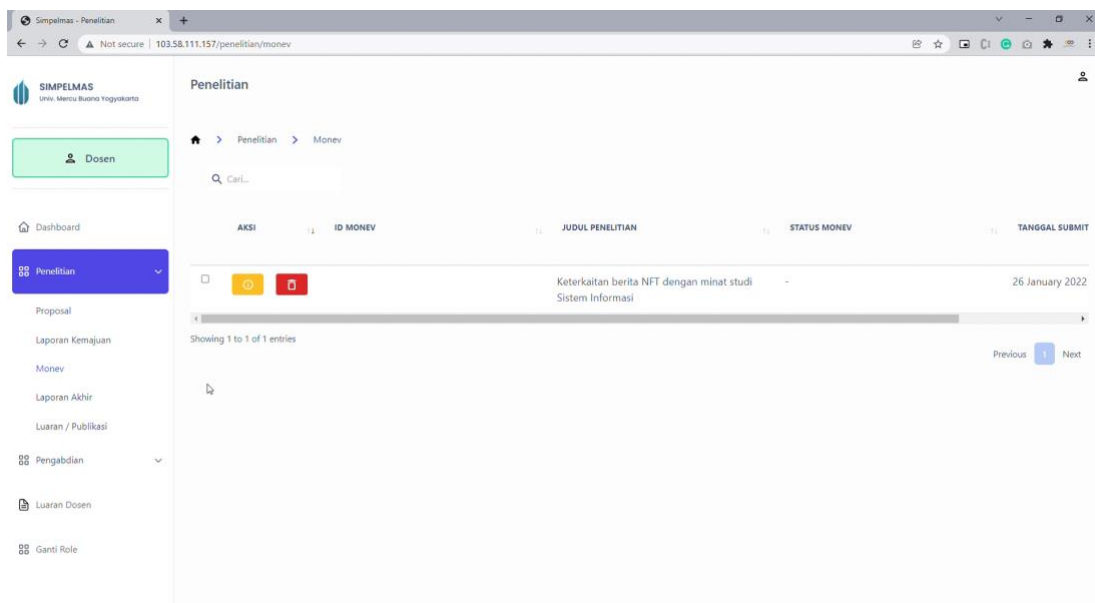 Simpelmas - Penelitian
Not secure | 103.58.111.157/penelitian/monev
SIMPELMAS
Univ. Mercu Buana Yogyakarta
Penelitian
Penelitian > Monev
Dosen
Cari...
Dashboard
AKSI ID MONEV JUDUL PENELITIAN STATUS MONEV TANGGAL SUBMIT
Penelitian
Keterkaitan berita NFT dengan minat studi - 26 January 2022
Sistem Informasi
Proposal
Showing 1 to 1 of 1 entries
Laporan Kemajuan
Previous 1 Next
Monev
Laporan Akhir
Luaran / Publikasi
Pengabdian
Luaran Dosen
Ganti Role